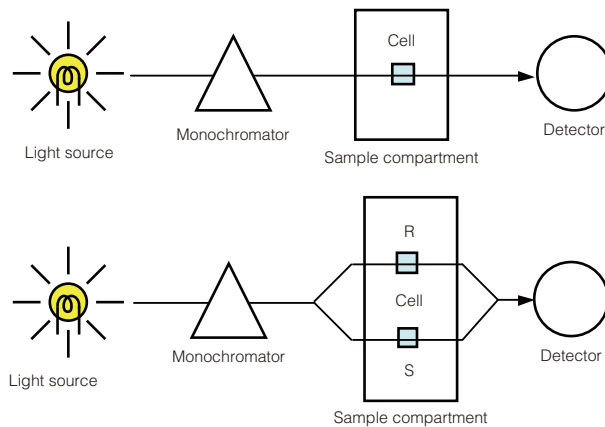 Cell
Monochromator
Detector
Light source
Sample compartment
R
Cell
Monochromator
Detector
S
Light source
Sample compartment